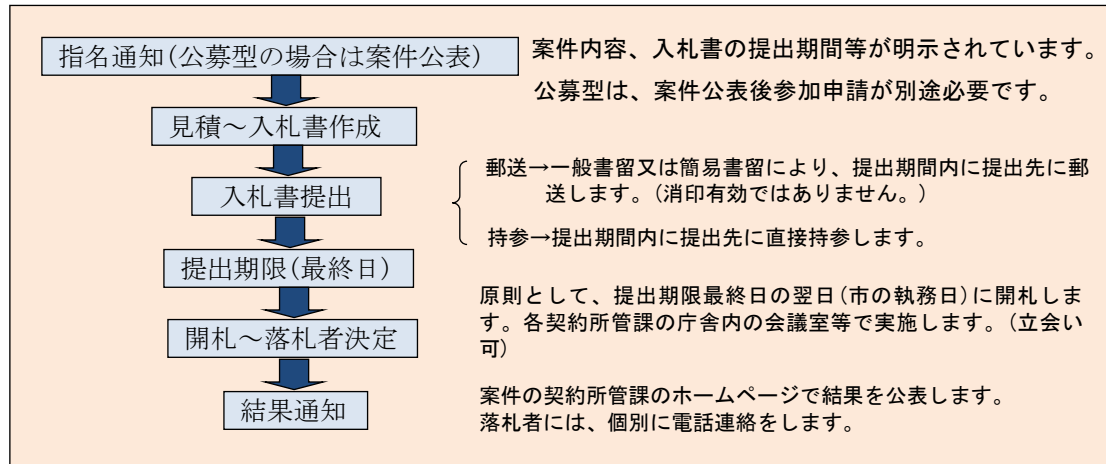 指名通知(公募型の場合は案件公表)
案件内容、入札書の提出期間等が明示されています。
公募型は、案件公表後参加申請が別途必要です。
見積～入札書作成
入札書提出
郵送→一般書留又は簡易書留により、提出期間内に提出先に郵
送します。(消印有効ではありません。)
持参→提出期間内に提出先に直接持参します。
提出期限(最終日)
原則として、提出期限最終日の翌日(市の執務日)に開札しま
す。各契約所管課の庁舎内の会議室等で実施します。(立会い
可)
開札～落札者決定
結果通知
案件の契約所管課のホームページで結果を公表します。
落札者には、個別に電話連絡をします。